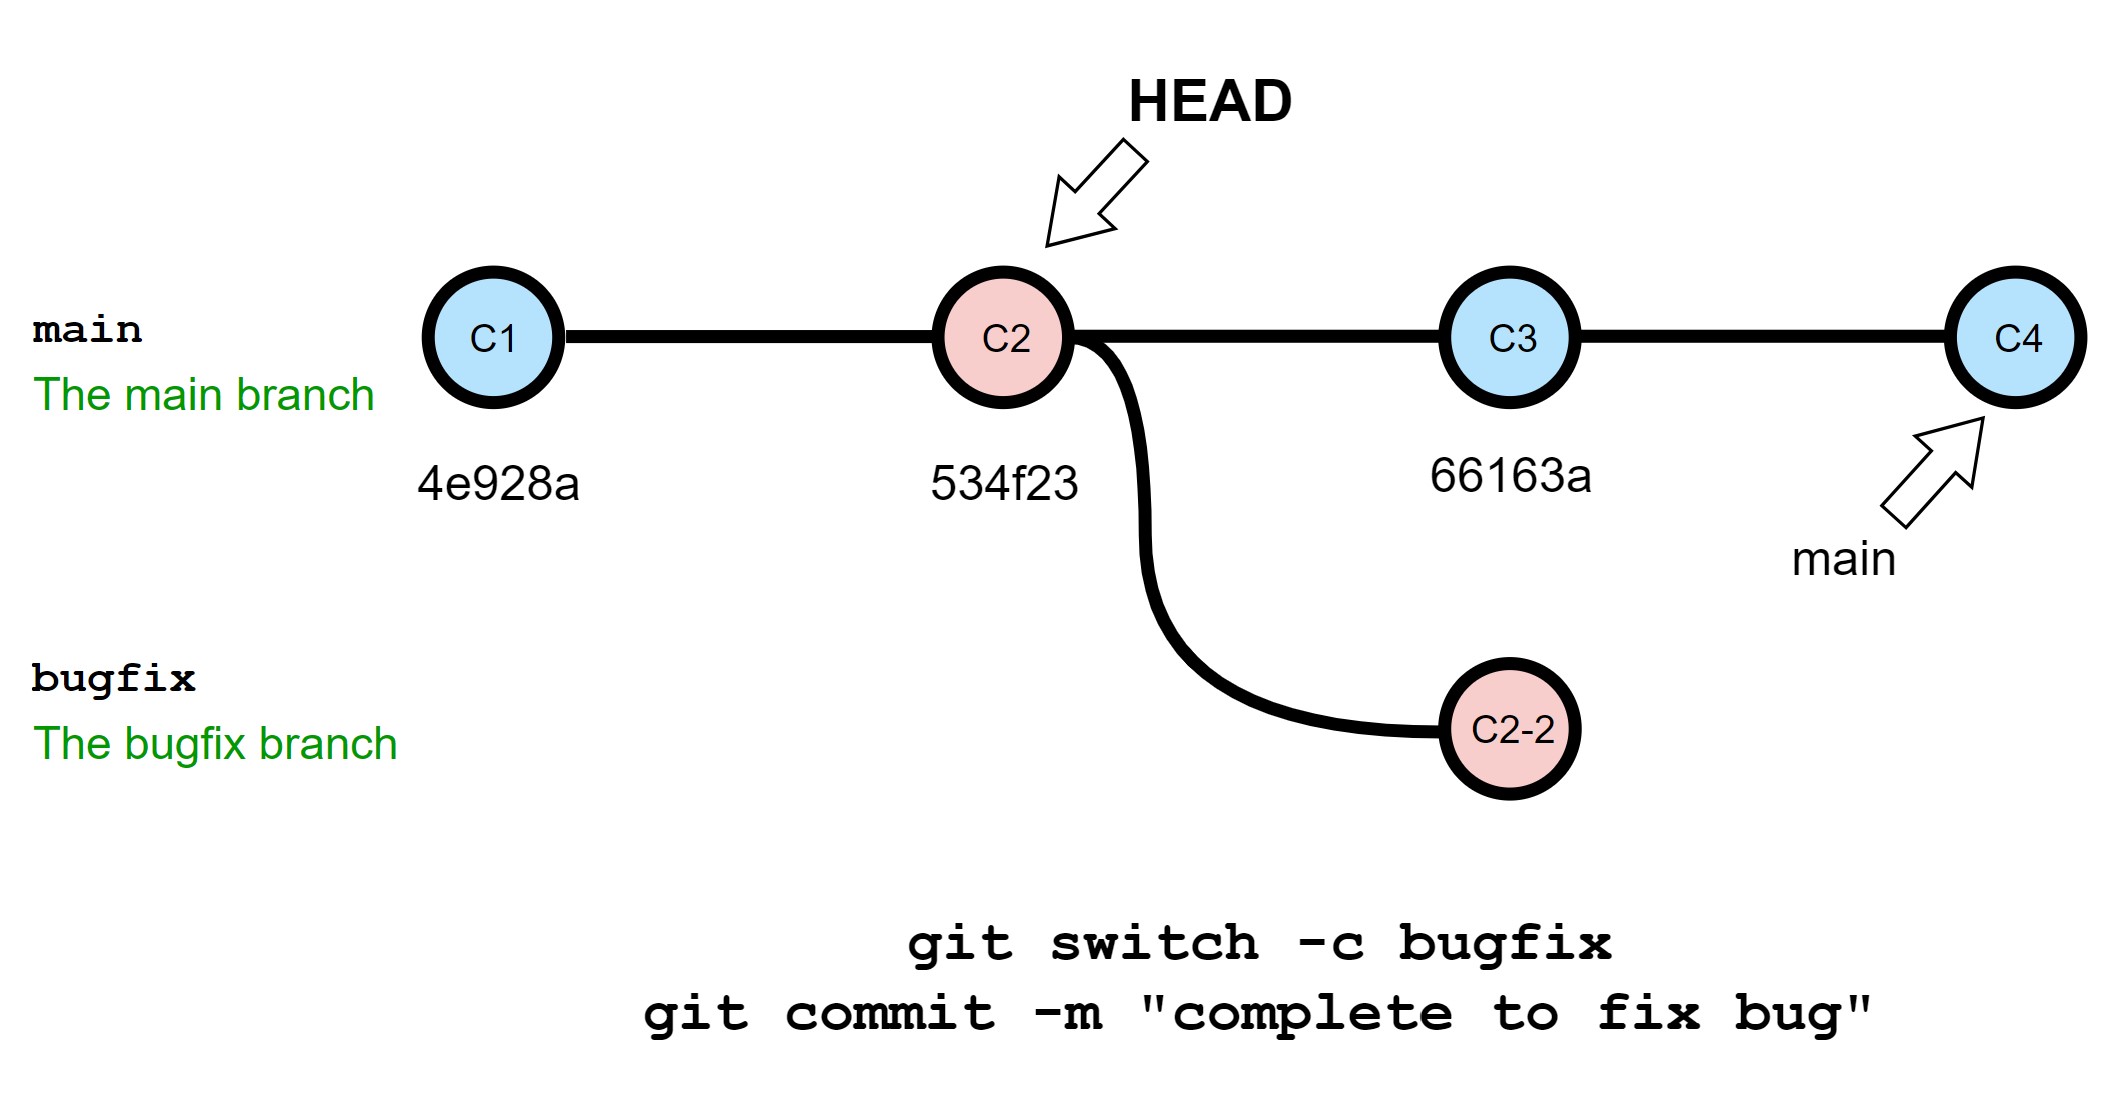 HEAD
main
The main branch
C1
C2
C3
C4
4e928a
534f23
66163a
main
bugfix
The bugfix branch
C2-2
git switch -c bugfix
git commit -m "complete to fix bug"